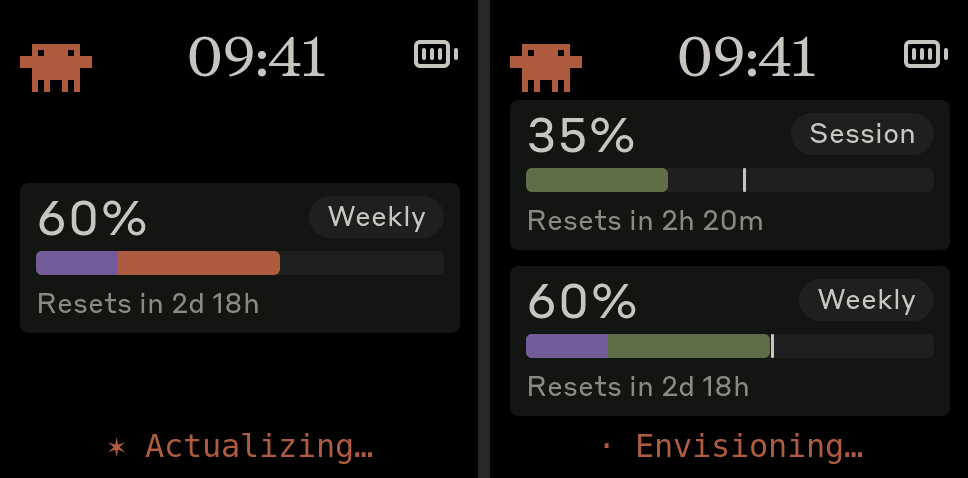 09:41
60%
Weekly
Resets in 2d 18h
✶ Actualizing…
09:41
35%
Session
Resets in 2h 20m
60%
Weekly
Resets in 2d 18h
· Envisioning…